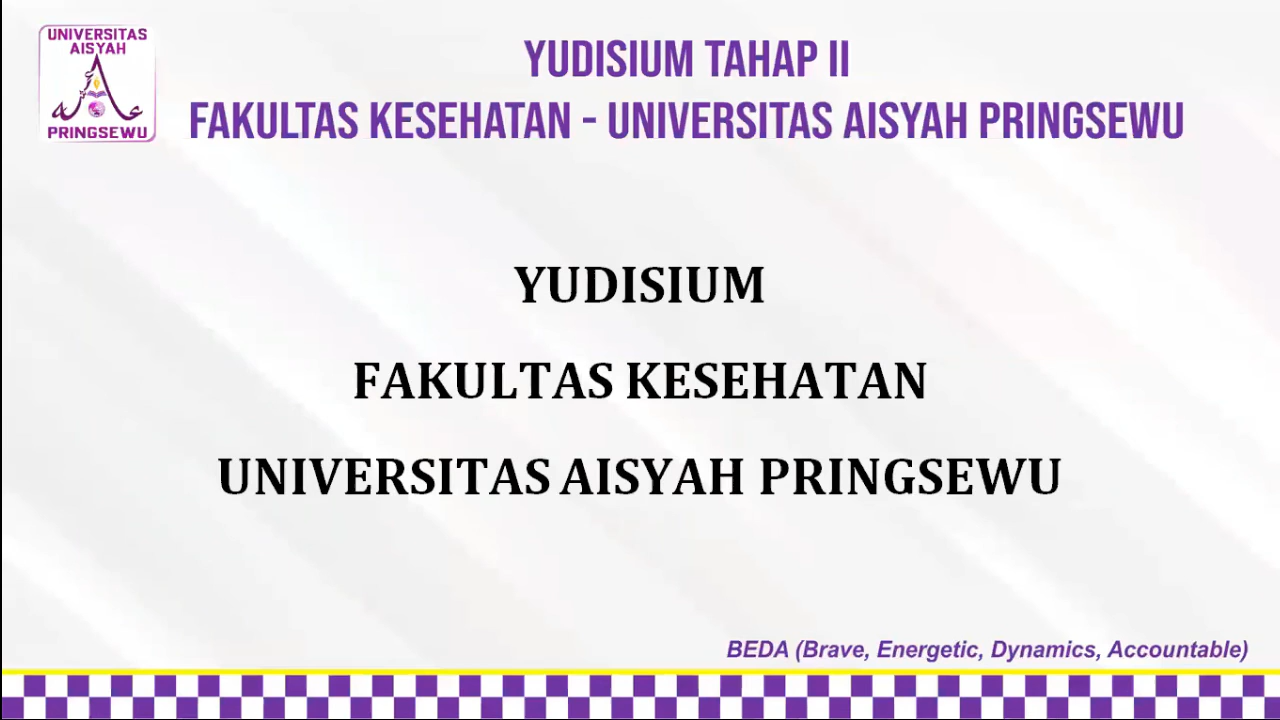 UNIVERSITAS
AISYAH
PRINGSEWU
YUDISIUM TAHAP II
FAKULTAS KESEHATAN - UNIVERSITAS AISYAH PRINGSEWU
YUDISIUM
FAKULTAS KESEHATAN
UNIVERSITAS AISYAH PRINGSEWU
BEDA (Brave, Energetic, Dynamics, Accountable)